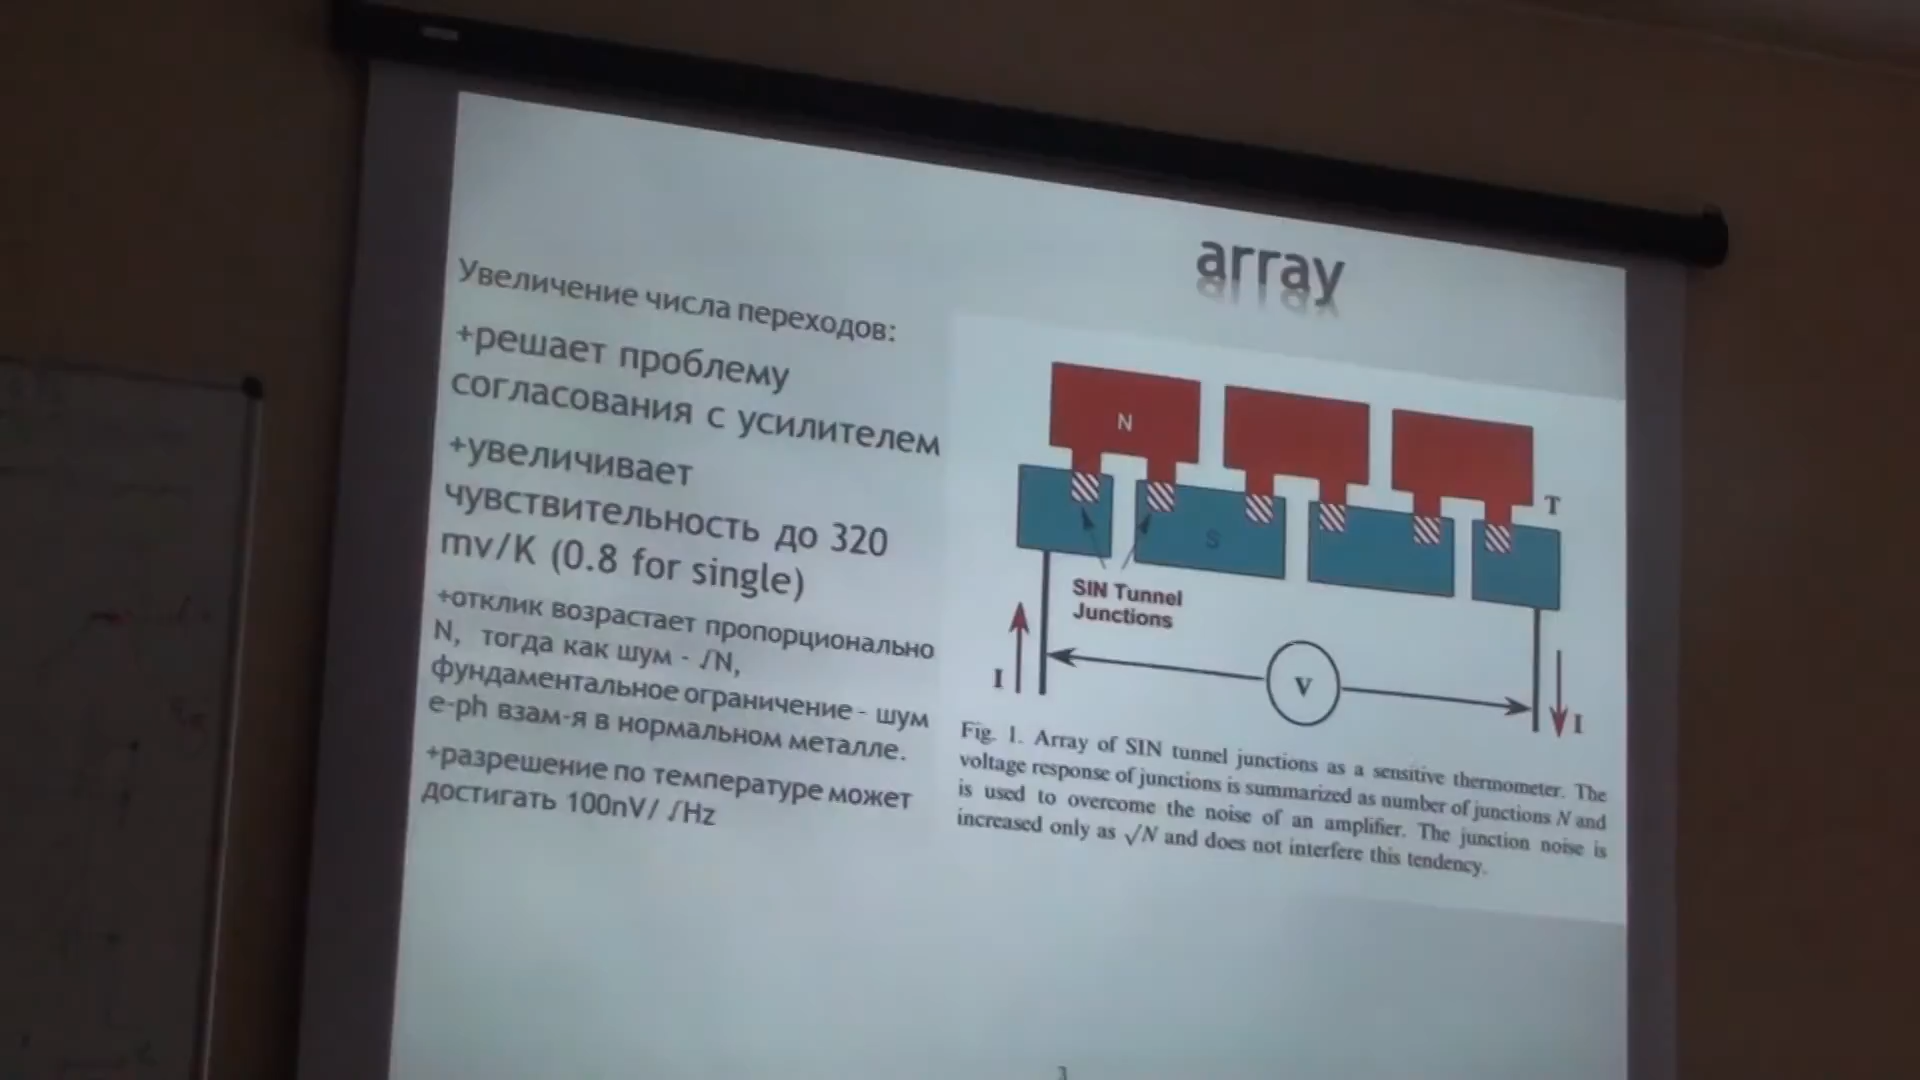 array
Увеличение числа переходов:
+решает проблему
согласования с усилителем
+увеличивает
чувствительность до 320
mv/K (0.8 for single)
+отклик возрастает пропорционально
N, тогда как шум - √N,
фундаментальное ограничение - шум
e-ph взам-я в нормальном металле.
+разрешение по температуре может
достигать 100nV/ √Hz
N
S
T
SIN Tunnel
Junctions
I
V
I
Fig. 1. Array of SIN tunnel junctions as a sensitive thermometer. The
voltage response of junctions is summarized as number of junctions N and
is used to overcome the noise of an amplifier. The junction noise is
increased only as √N and does not interfere this tendency.
3